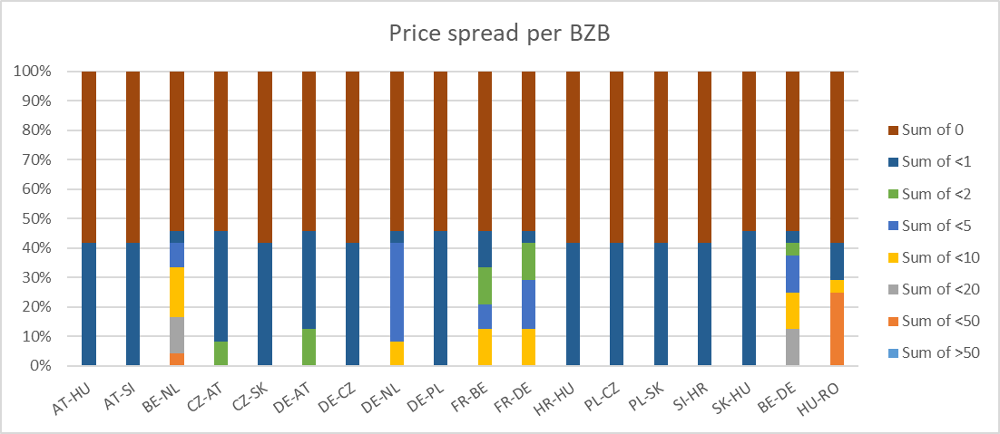 Price spread per BZB
100%
90%
80%
70%
60%
50%
40%
30%
20%
10%
0%
AT-HU
AT-SI
BE-NL
CZ-AT
CZ-SK
DE-AT
DE-CZ
DE-NL
DE-PL
FR-BE
FR-DE
HR-HU
PL-CZ
PL-SK
SI-HR
SK-HU
BE-DE
HU-RO
Sum of 0
Sum of <1
Sum of <2
Sum of <5
Sum of <10
Sum of <20
Sum of <50
Sum of >50